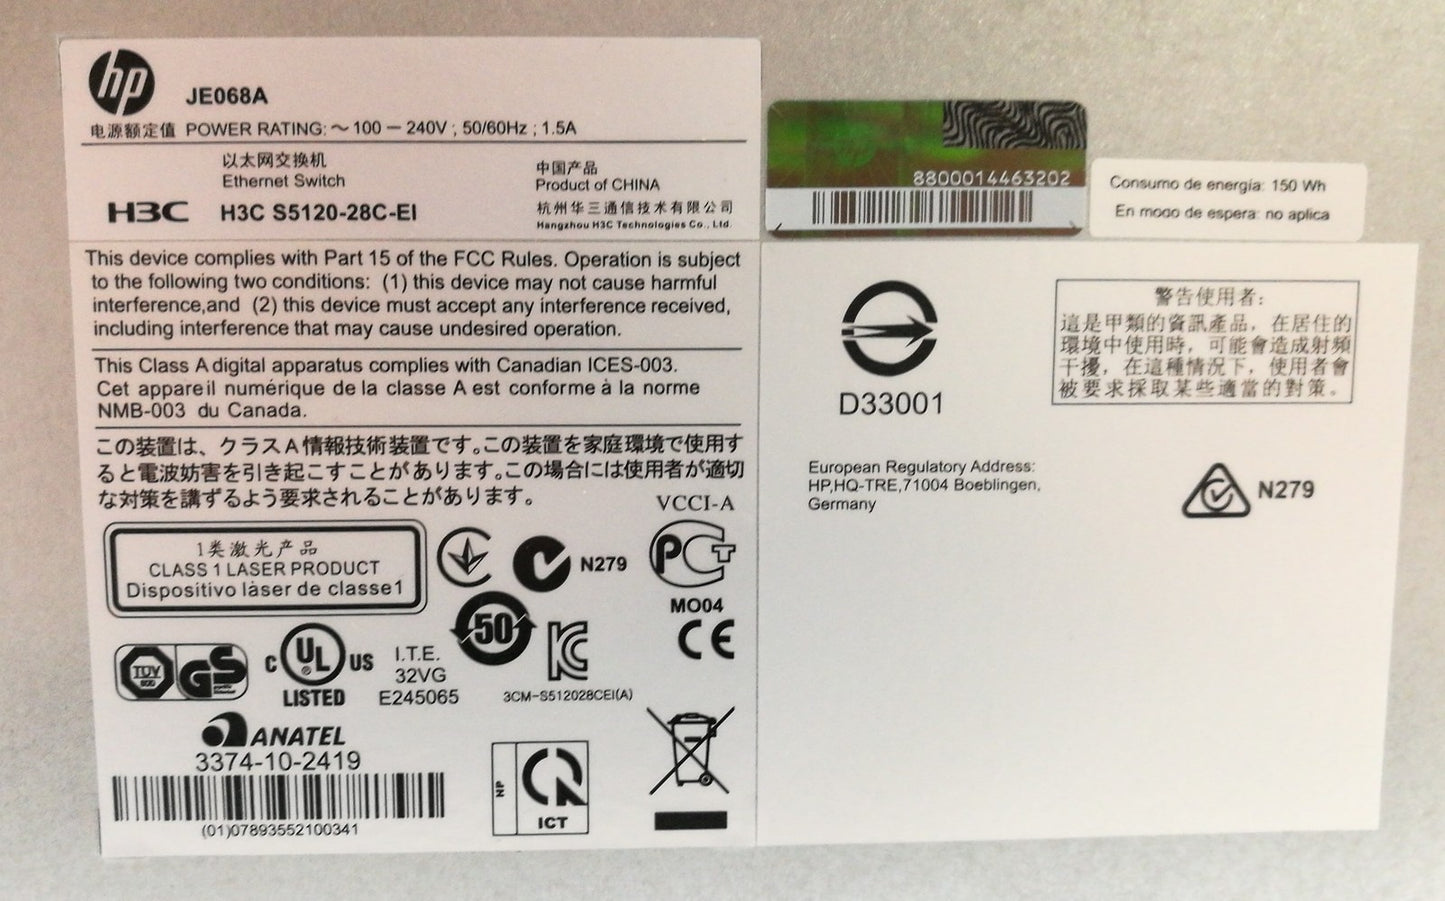 hp
JE068A
电源额定值 POWER RATING: ~ 100 — 240V ; 50/60Hz ; 1.5A
以太网交换机
Ethernet Switch
H3C H3C S5120-28C-EI
中国产品
Product of CHINA
杭州华三通信技术有限公司
Hangzhou H3C Technologies Co., Ltd.
This device complies with Part 15 of the FCC Rules. Operation is subject
to the following two conditions: (1) this device may not cause harmful
interference,and (2) this device must accept any interference received,
including interference that may cause undesired operation.
This Class A digital apparatus complies with Canadian ICES-003.
Cet appareil numérique de la classe A est conforme à la norme
NMB-003 du Canada.
この装置は、クラスA情報技術装置です。この装置を家庭環境で使用す
ると電波妨害を引き起こすことがあります。この場合には使用者が適切
な対策を講ずるよう要求されることがあります。
VCCI-A
1类激光产品
CLASS 1 LASER PRODUCT
Dispositivo làser de classe1
N279
PCT
MO04
50
CE
TUV
GS
C UL US
®
LISTED
I.T.E.
32VG
E245065
KC
3CM-S512028CEI(A)
ANATEL
3374-10-2419
(01)07893552100341
NP
ICT
hp
8800014463202
Consumo de energía: 150 Wh
En modo de espera: no aplica
D33001
警告使用者:
這是甲類的資訊產品，在居住的
環境中使用時，可能會造成射頻
干擾，在這種情況下，使用者會
被要求採取某些適當的對策。
European Regulatory Address:
HP,HQ-TRE,71004 Boeblingen,
Germany
N279